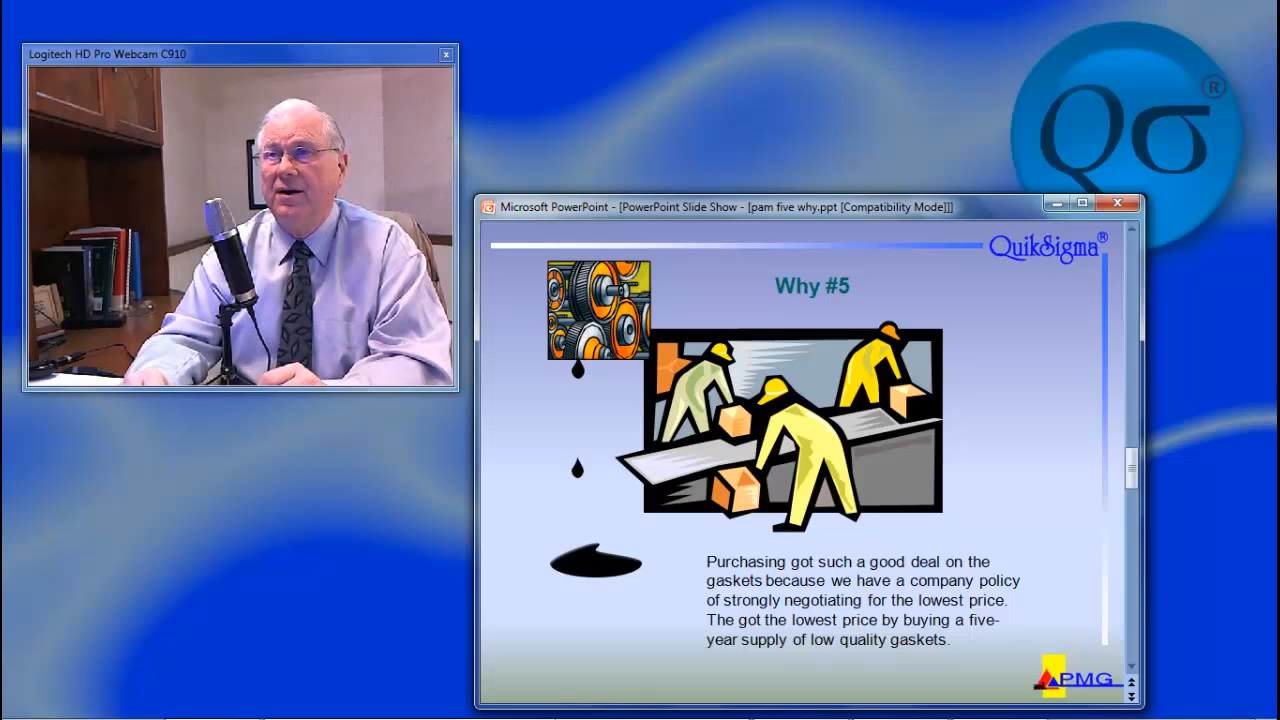 Logitech HD Pro Webcam C910
x
Qσ
®
Microsoft PowerPoint - [PowerPoint Slide Show - [pam five why.ppt [Compatibility Mode]]]
QuikSigma®
Why #5
Purchasing got such a good deal on the
gaskets because we have a company policy
of strongly negotiating for the lowest price.
The got the lowest price by buying a five-
year supply of low quality gaskets.
PMG